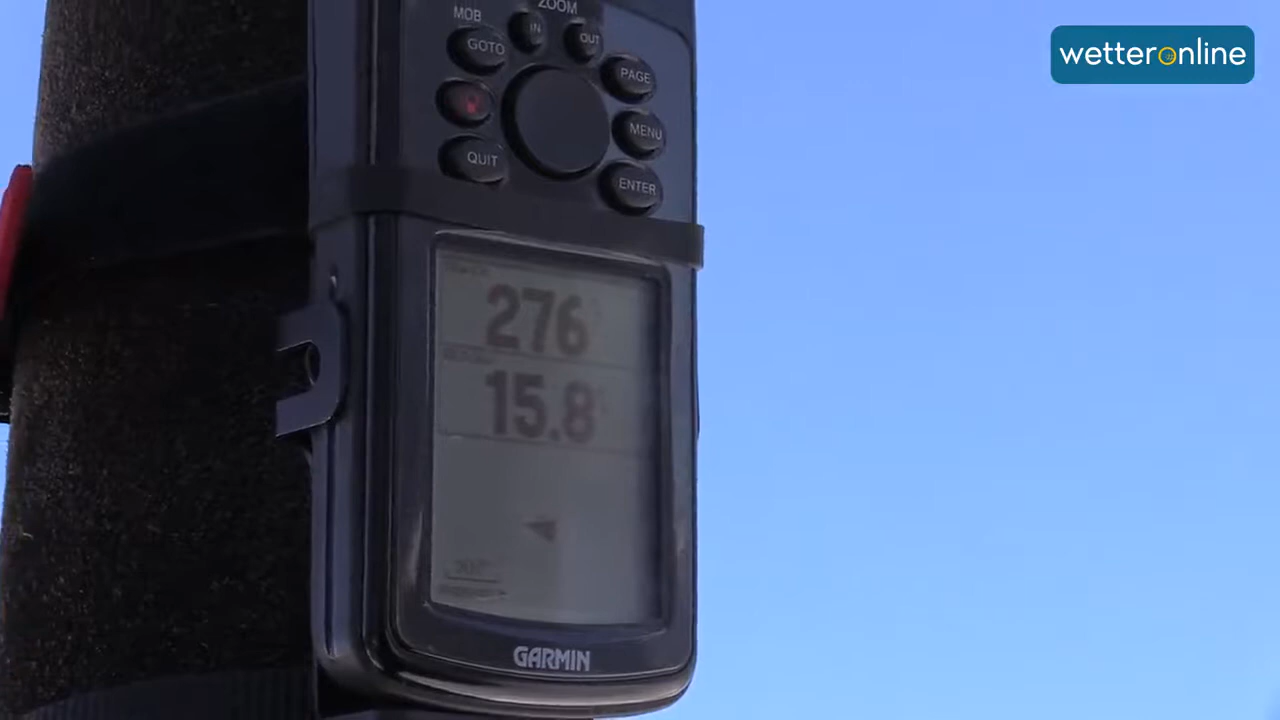 ZOOM
MOB
IN
OUT
GOTO
PAGE
MENU
QUIT
ENTER
276
15.8
GARMIN
wetteronline